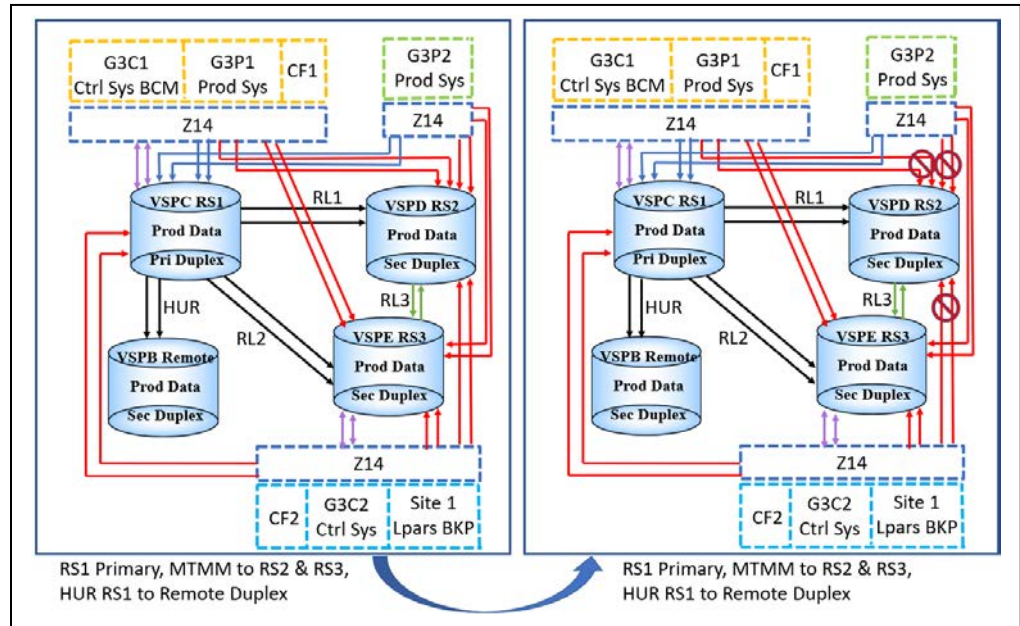 G3C1
Ctrl Sys BCM
G3P1
Prod Sys
CF1
G3P2
Prod Sys
Z14
Z14
VSPC RS1
Prod Data
Pri Duplex
RL1
VSPD RS2
Prod Data
Sec Duplex
HUR
RL2
RL3
VSPB Remote
Prod Data
Sec Duplex
VSPE RS3
Prod Data
Sec Duplex
Z14
CF2
G3C2
Ctrl Sys
Site 1
Lpars BKP
RS1 Primary, MTMM to RS2 & RS3,
HUR RS1 to Remote Duplex
G3C1
Ctrl Sys BCM
G3P1
Prod Sys
CF1
G3P2
Prod Sys
Z14
Z14
VSPC RS1
Prod Data
Pri Duplex
RL1
VSPD RS2
Prod Data
Sec Duplex
HUR
RL2
RL3
VSPB Remote
Prod Data
Sec Duplex
VSPE RS3
Prod Data
Sec Duplex
Z14
CF2
G3C2
Ctrl Sys
Site 1
Lpars BKP
RS1 Primary, MTMM to RS2 & RS3,
HUR RS1 to Remote Duplex